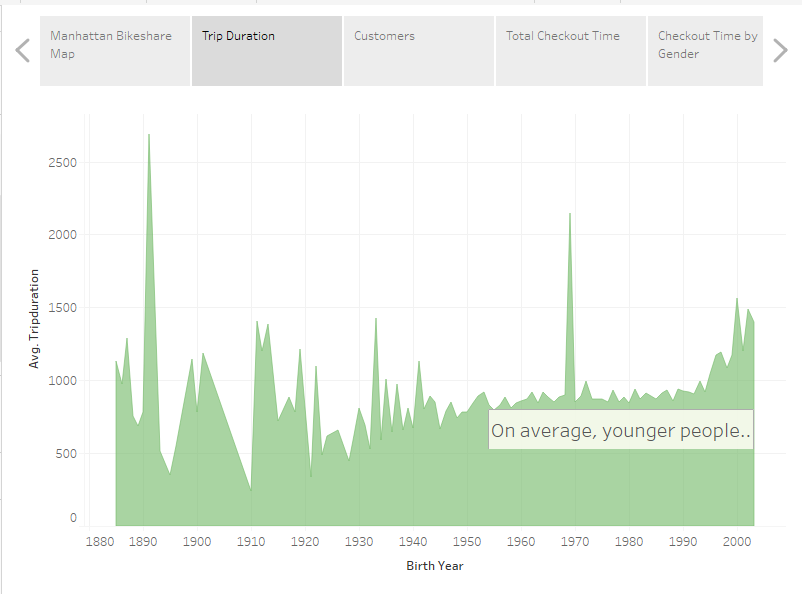 Manhattan Bikeshare
Map
Trip Duration
Customers
Total Checkout Time
Checkout Time by
Gender
Avg. Tripduration
2500
2000
1500
1000
500
0
On average, younger people..
1880 1890 1900 1910 1920 1930 1940 1950 1960 1970 1980 1990 2000
Birth Year